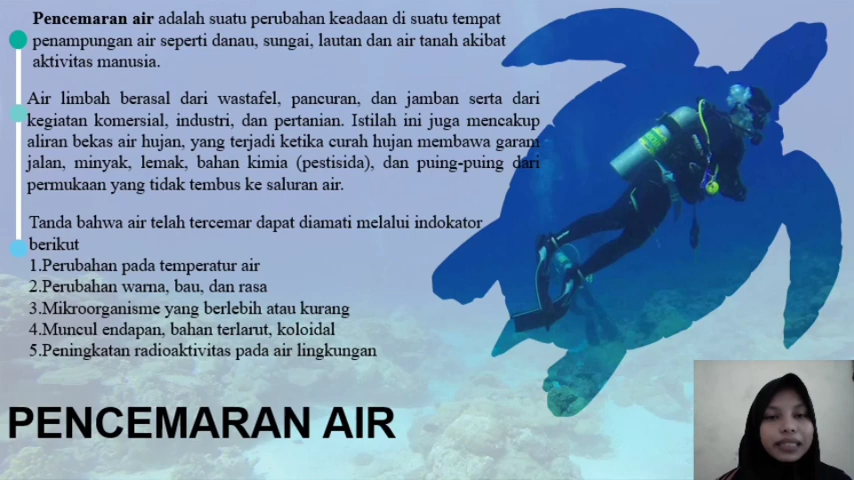 Pencemaran air adalah suatu perubahan keadaan di suatu tempat
penampungan air seperti danau, sungai, lautan dan air tanah akibat
aktivitas manusia.
Air limbah berasal dari wastafel, pancuran, dan jamban serta dari
kegiatan komersial, industri, dan pertanian. Istilah ini juga mencakup
aliran bekas air hujan, yang terjadi ketika curah hujan membawa garam
jalan, minyak, lemak, bahan kimia (pestisida), dan puing-puing dari
permukaan yang tidak tembus ke saluran air.
Tanda bahwa air telah tercemar dapat diamati melalui indokator
berikut
1.Perubahan pada temperatur air
2.Perubahan warna, bau, dan rasa
3.Mikroorganisme yang berlebih atau kurang
4.Muncul endapan, bahan terlarut, koloidal
5.Peningkatan radioaktivitas pada air lingkungan
PENCEMARAN AIR